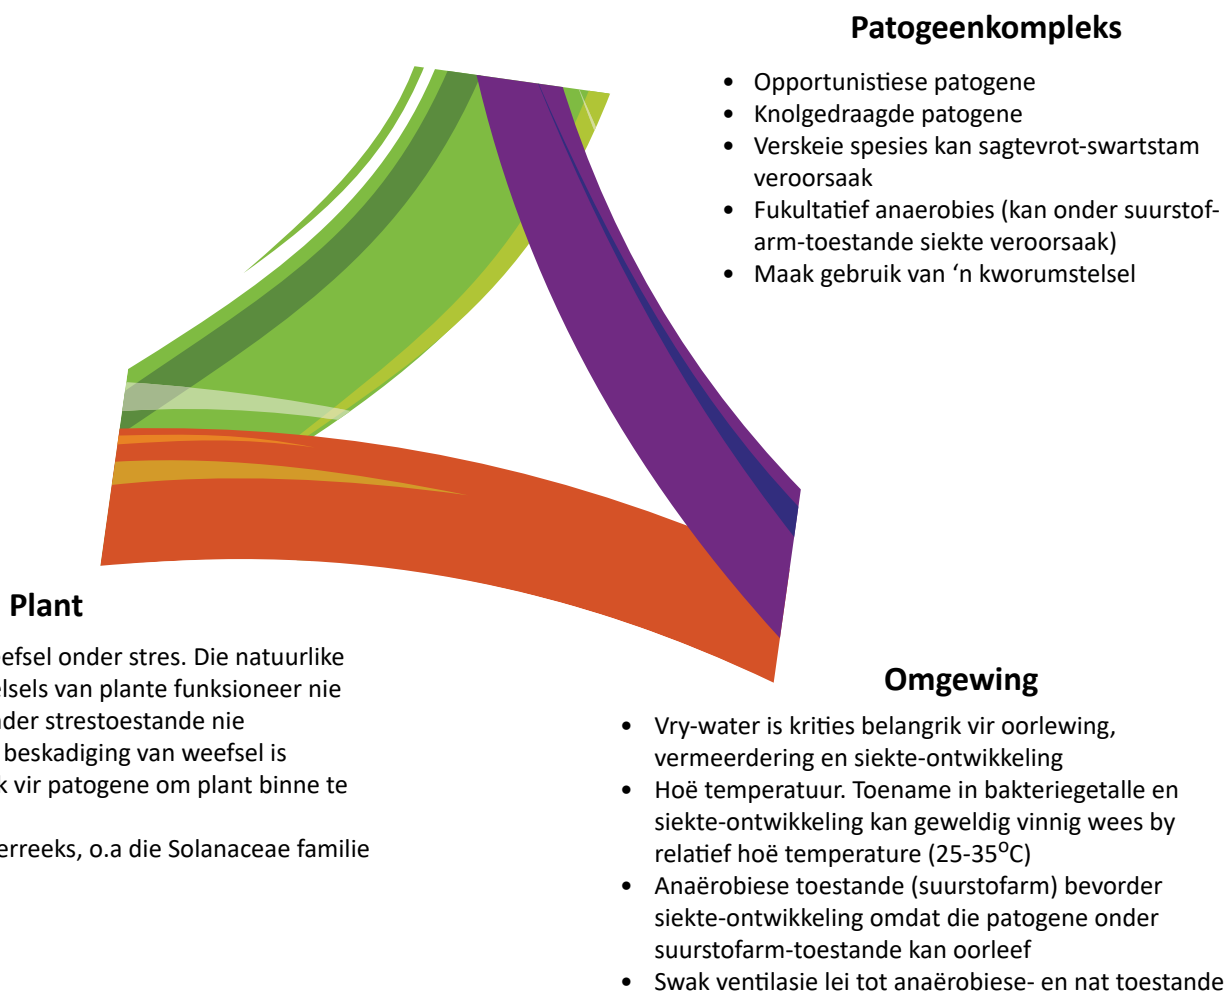 Patogeenkompleks
• Opportunistiese patogene
• Knolgedraagde patogene
• Verskeie spesies kan sagtevrot-swartstam
veroorsaak
• Fukultatief anaerobies (kan onder suurstof-
arm-toestande siekte veroorsaak)
• Maak gebruik van ‘n kworumstelsel
Plant
efsel onder stres. Die natuurlike
elsels van plante funksioneer nie
nder strestoestande nie
beskadiging van weefsel is
k vir patogene om plant binne te
erreeks, o.a die Solanaceae familie
Omgewing
• Vry-water is krities belangrik vir oorlewing,
vermeerdering en siekte-ontwikkeling
• Hoë temperatuur. Toename in bakteriegetalle en
siekte-ontwikkeling kan geweldig vinnig wees by
relatief hoë temperature (25-35⁰C)
• Anaërobiese toestande (suurstofarm) bevorder
siekte-ontwikkeling omdat die patogene onder
suurstofarm-toestande kan oorleef
• Swak ventilasie lei tot anaërobiese- en nat toestande